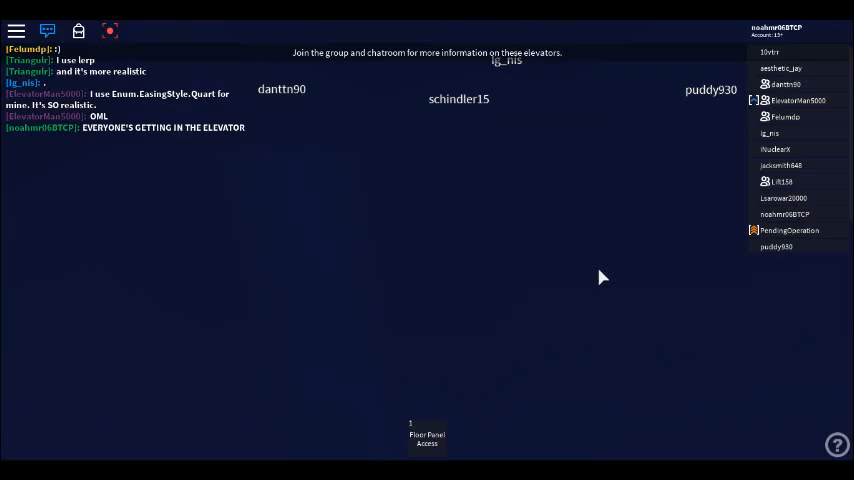 noahmr06BTCP
Account: 13+
[Felumdp]: :)
[Triangulr]: I use lerp
[Triangulr]: and it's more realistic
[lg_nis]: .
[ElevatorMan5000]: I use Enum.EasingStyle.Quart for
mine. It's SO realistic.
[ElevatorMan5000]: OML
[noahmr06BTCP]: EVERYONE'S GETTING IN THE ELEVATOR
Join the group and chatroom for more information on these elevators.
lg_nis
danttn90
schindler15
puddy930
10vtrr
aesthetic_jay
danttn90
ElevatorMan5000
Felumdp
lg_nis
iNuclearX
jacksmith648
Lift158
Lsarowar20000
noahmr06BTCP
PendingOperation
puddy930
1
Floor Panel
Access
?